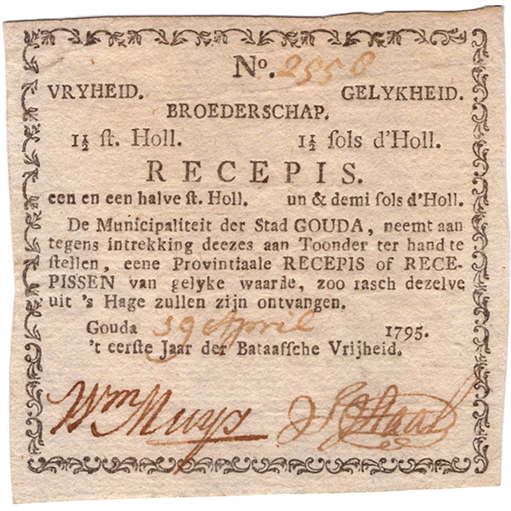 No. 2558
VRYHEID. GELYKHEID.
BROEDERSCHAP.
1½ ſt. Holl. 1½ ſols d'Holl.
RECEPIS.
een en een halve ſt. Holl. un & demi ſols d'Holl.
De Municipaliteit der Stad GOUDA, neemt aan
tegens intrekking deezes aan Toonder ter hand te
ſtellen, eene Provintiaale RECEPIS of RECE-
PISSEN van gelyke waarde, zoo rasch dezelve
uit 's Hage zullen zijn ontvangen.
Gouda April 1795.
't eerſte Jaar der Bataafſche Vrijheid.
Wm Muys